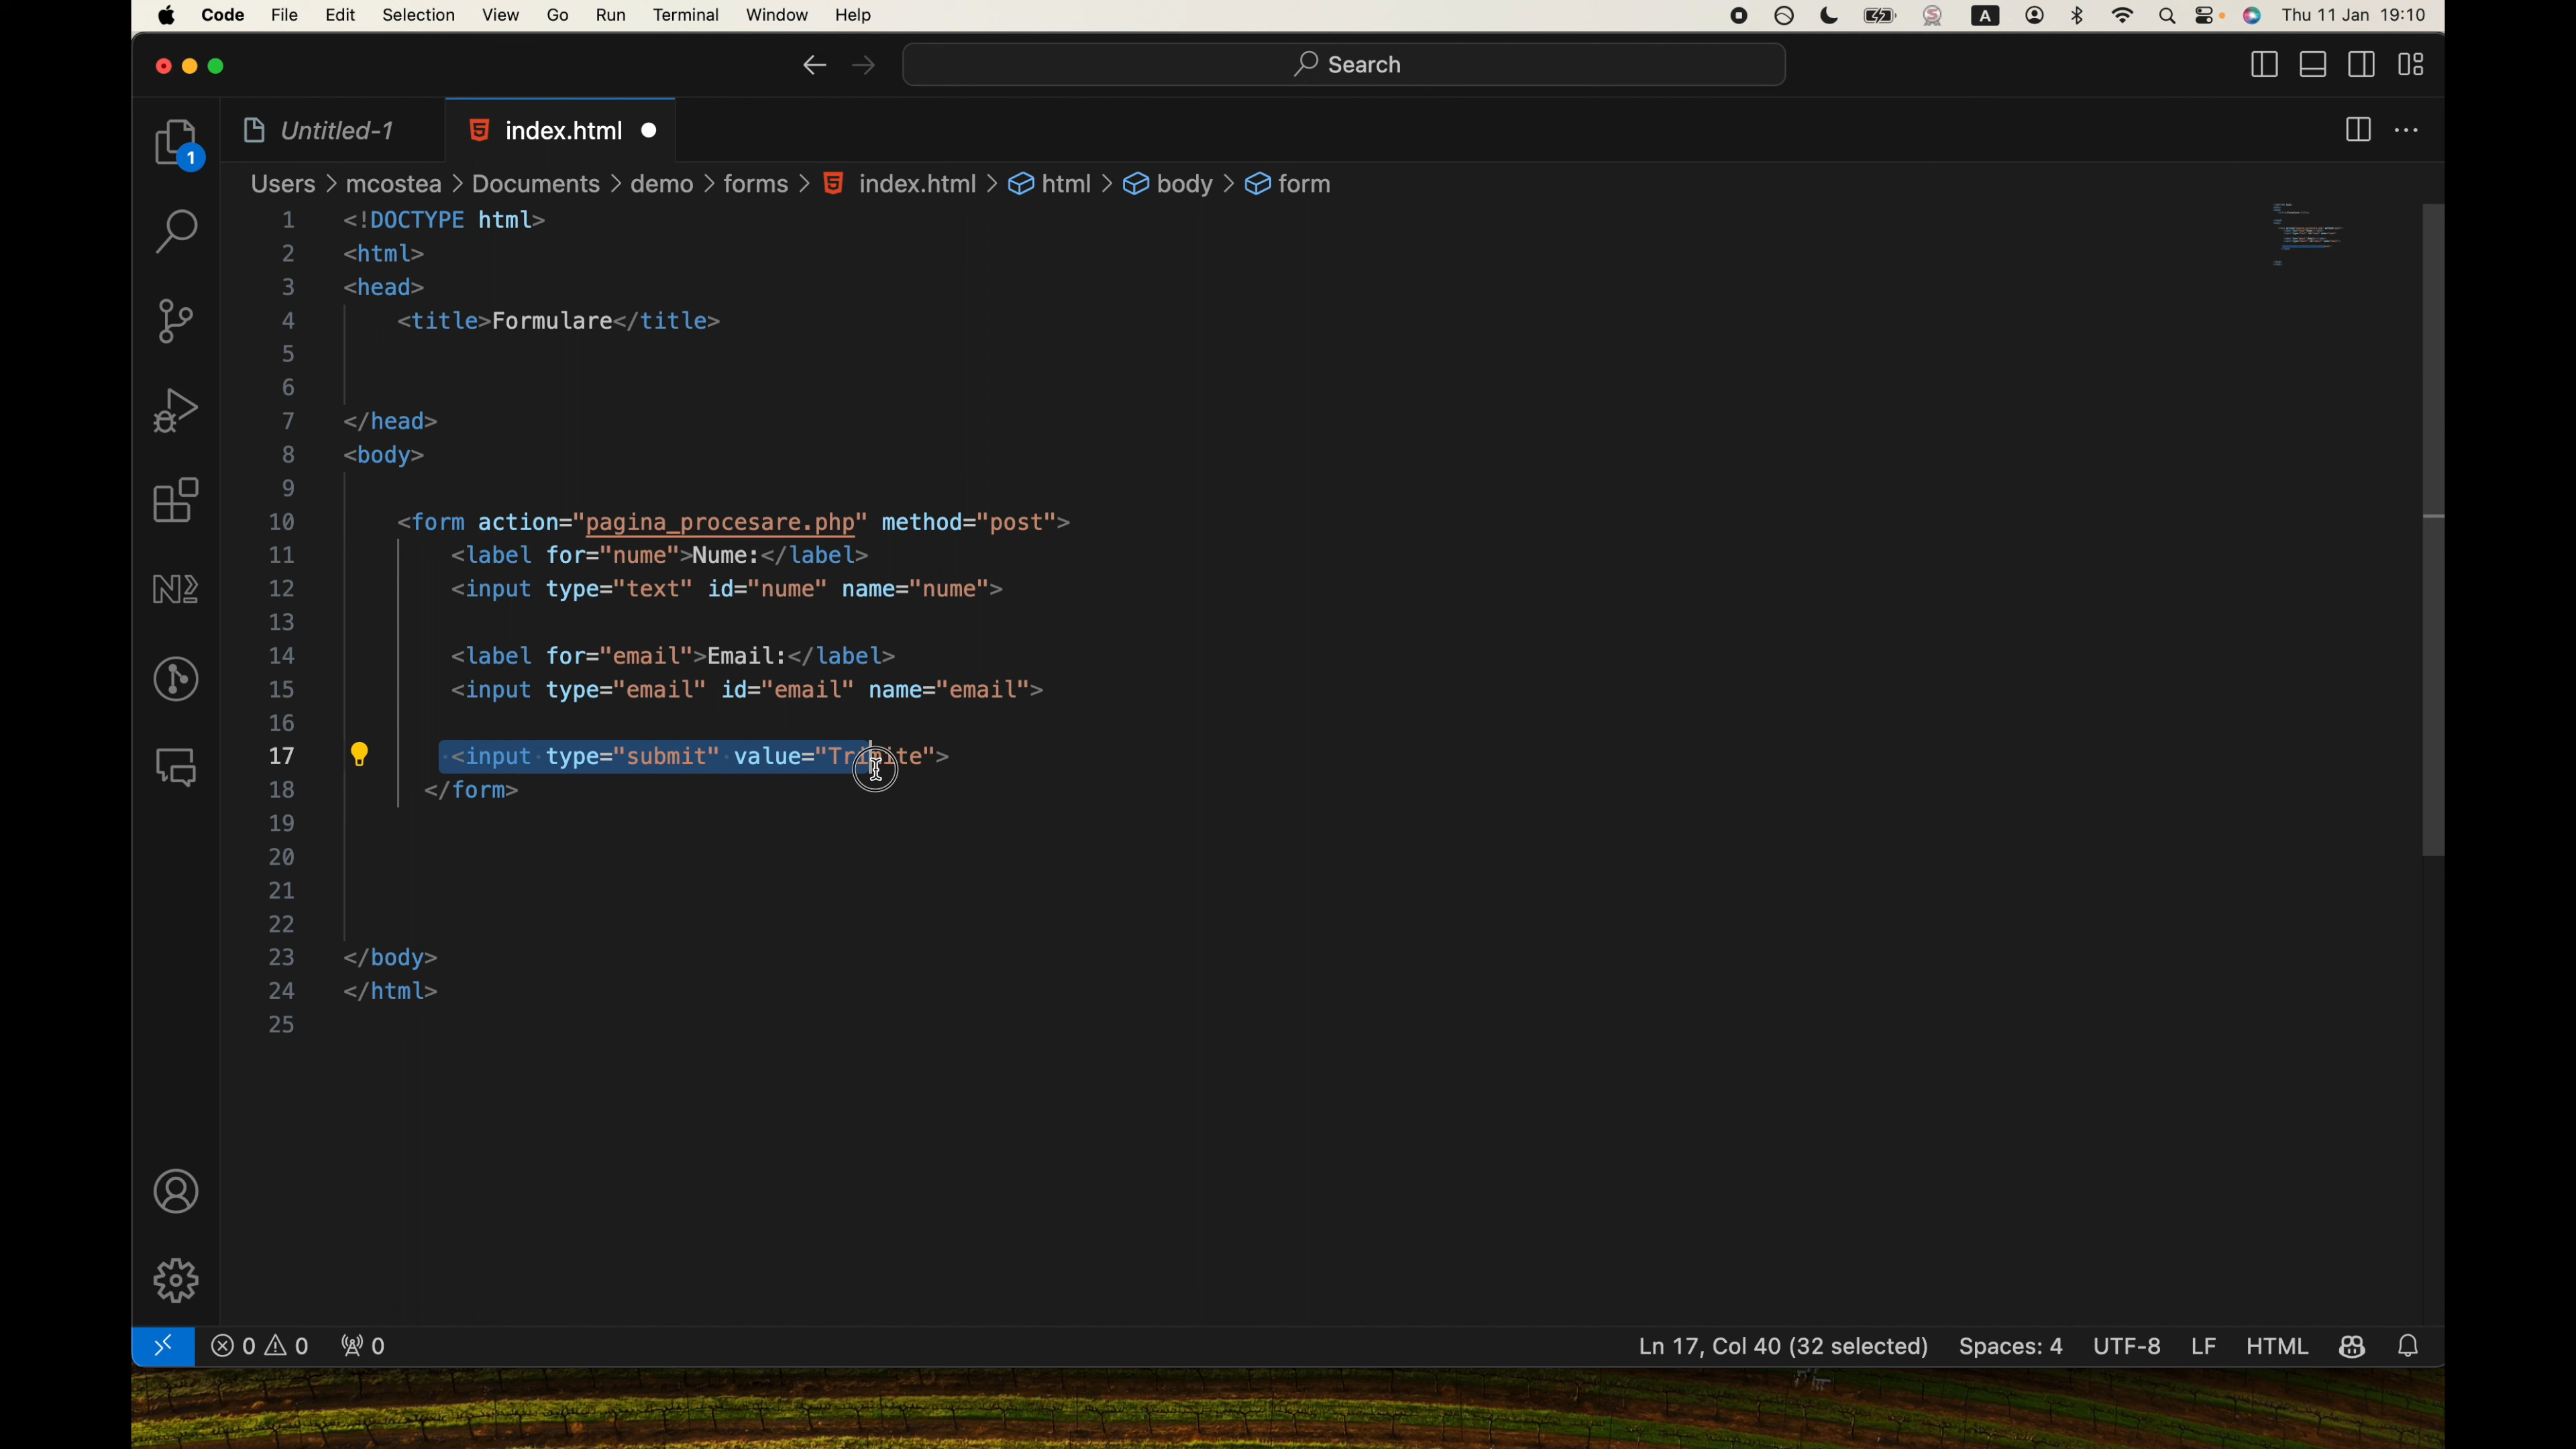 Code File Edit Selection View Go Run Terminal Window Help A Thu 11 Jan 19:10
Search
Untitled-1 index.html
1
Users > mcostea > Documents > demo > forms > index.html > html > body > form
1 <!DOCTYPE html>
2 <html>
3 <head>
4 <title>Formulare</title>
5
6
7 </head>
8 <body>
9
10 <form action="pagina_procesare.php" method="post">
11 <label for="nume">Nume:</label>
12 <input type="text" id="nume" name="nume">
13
14 <label for="email">Email:</label>
15 <input type="email" id="email" name="email">
16
17 <input type="submit" value="Trimite">
18 </form>
19
20
21
22
23 </body>
24 </html>
25
0 0 0 Ln 17, Col 40 (32 selected) Spaces: 4 UTF-8 LF HTML